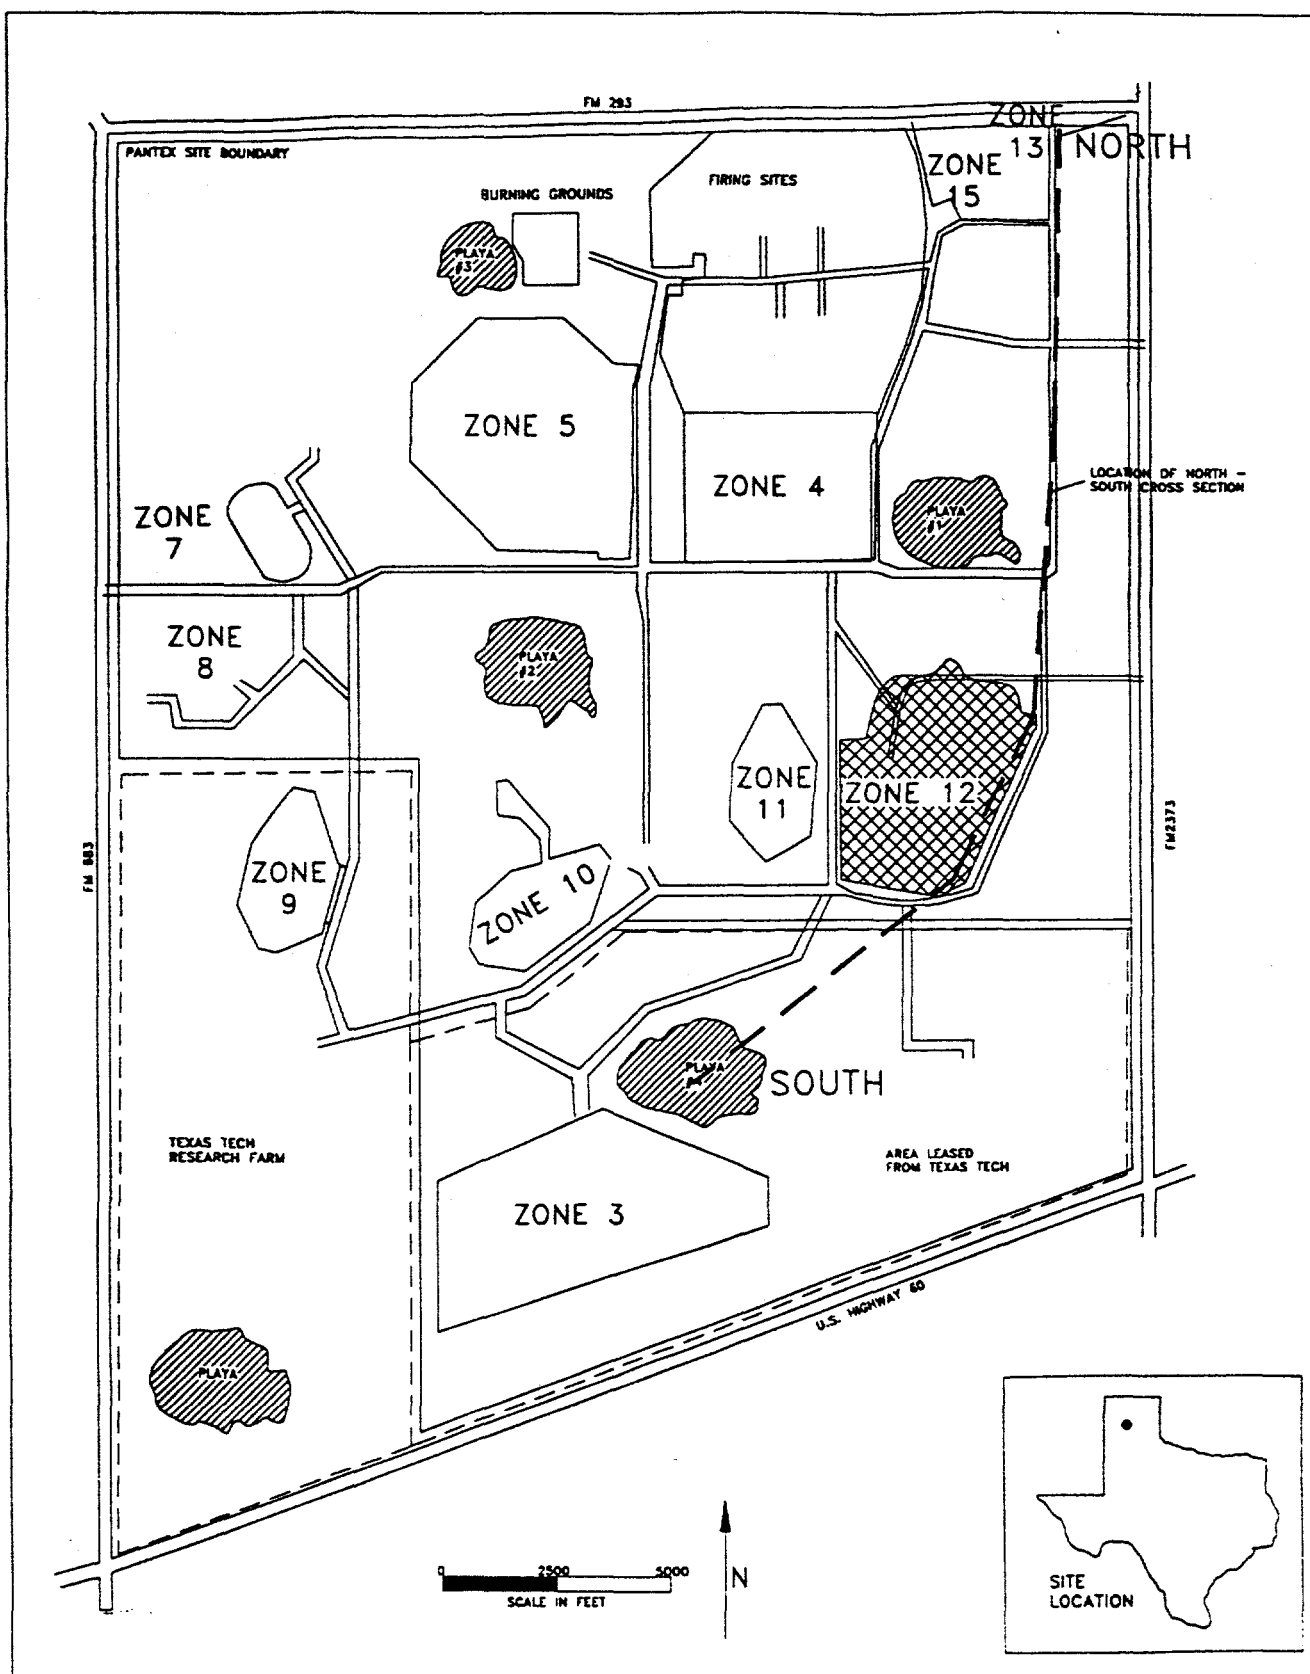 FM 293
ZONE
13
NORTH
PANTEX SITE BOUNDARY
ZONE
15
FIRING SITES
BURNING GROUNDS
PLAYA
#3
ZONE 5
ZONE 4
LOCATION OF NORTH -
SOUTH CROSS SECTION
ZONE
7
PLAYA
#1
ZONE
8
PLAYA
#2
ZONE
11
ZONE 12
FM2373
FM 683
ZONE
9
ZONE 10
PLAYA
#4
SOUTH
TEXAS TECH
RESEARCH FARM
AREA LEASED
FROM TEXAS TECH
ZONE 3
U.S. HIGHWAY 60
PLAYA
0 2500 5000
SCALE IN FEET
N
SITE
LOCATION